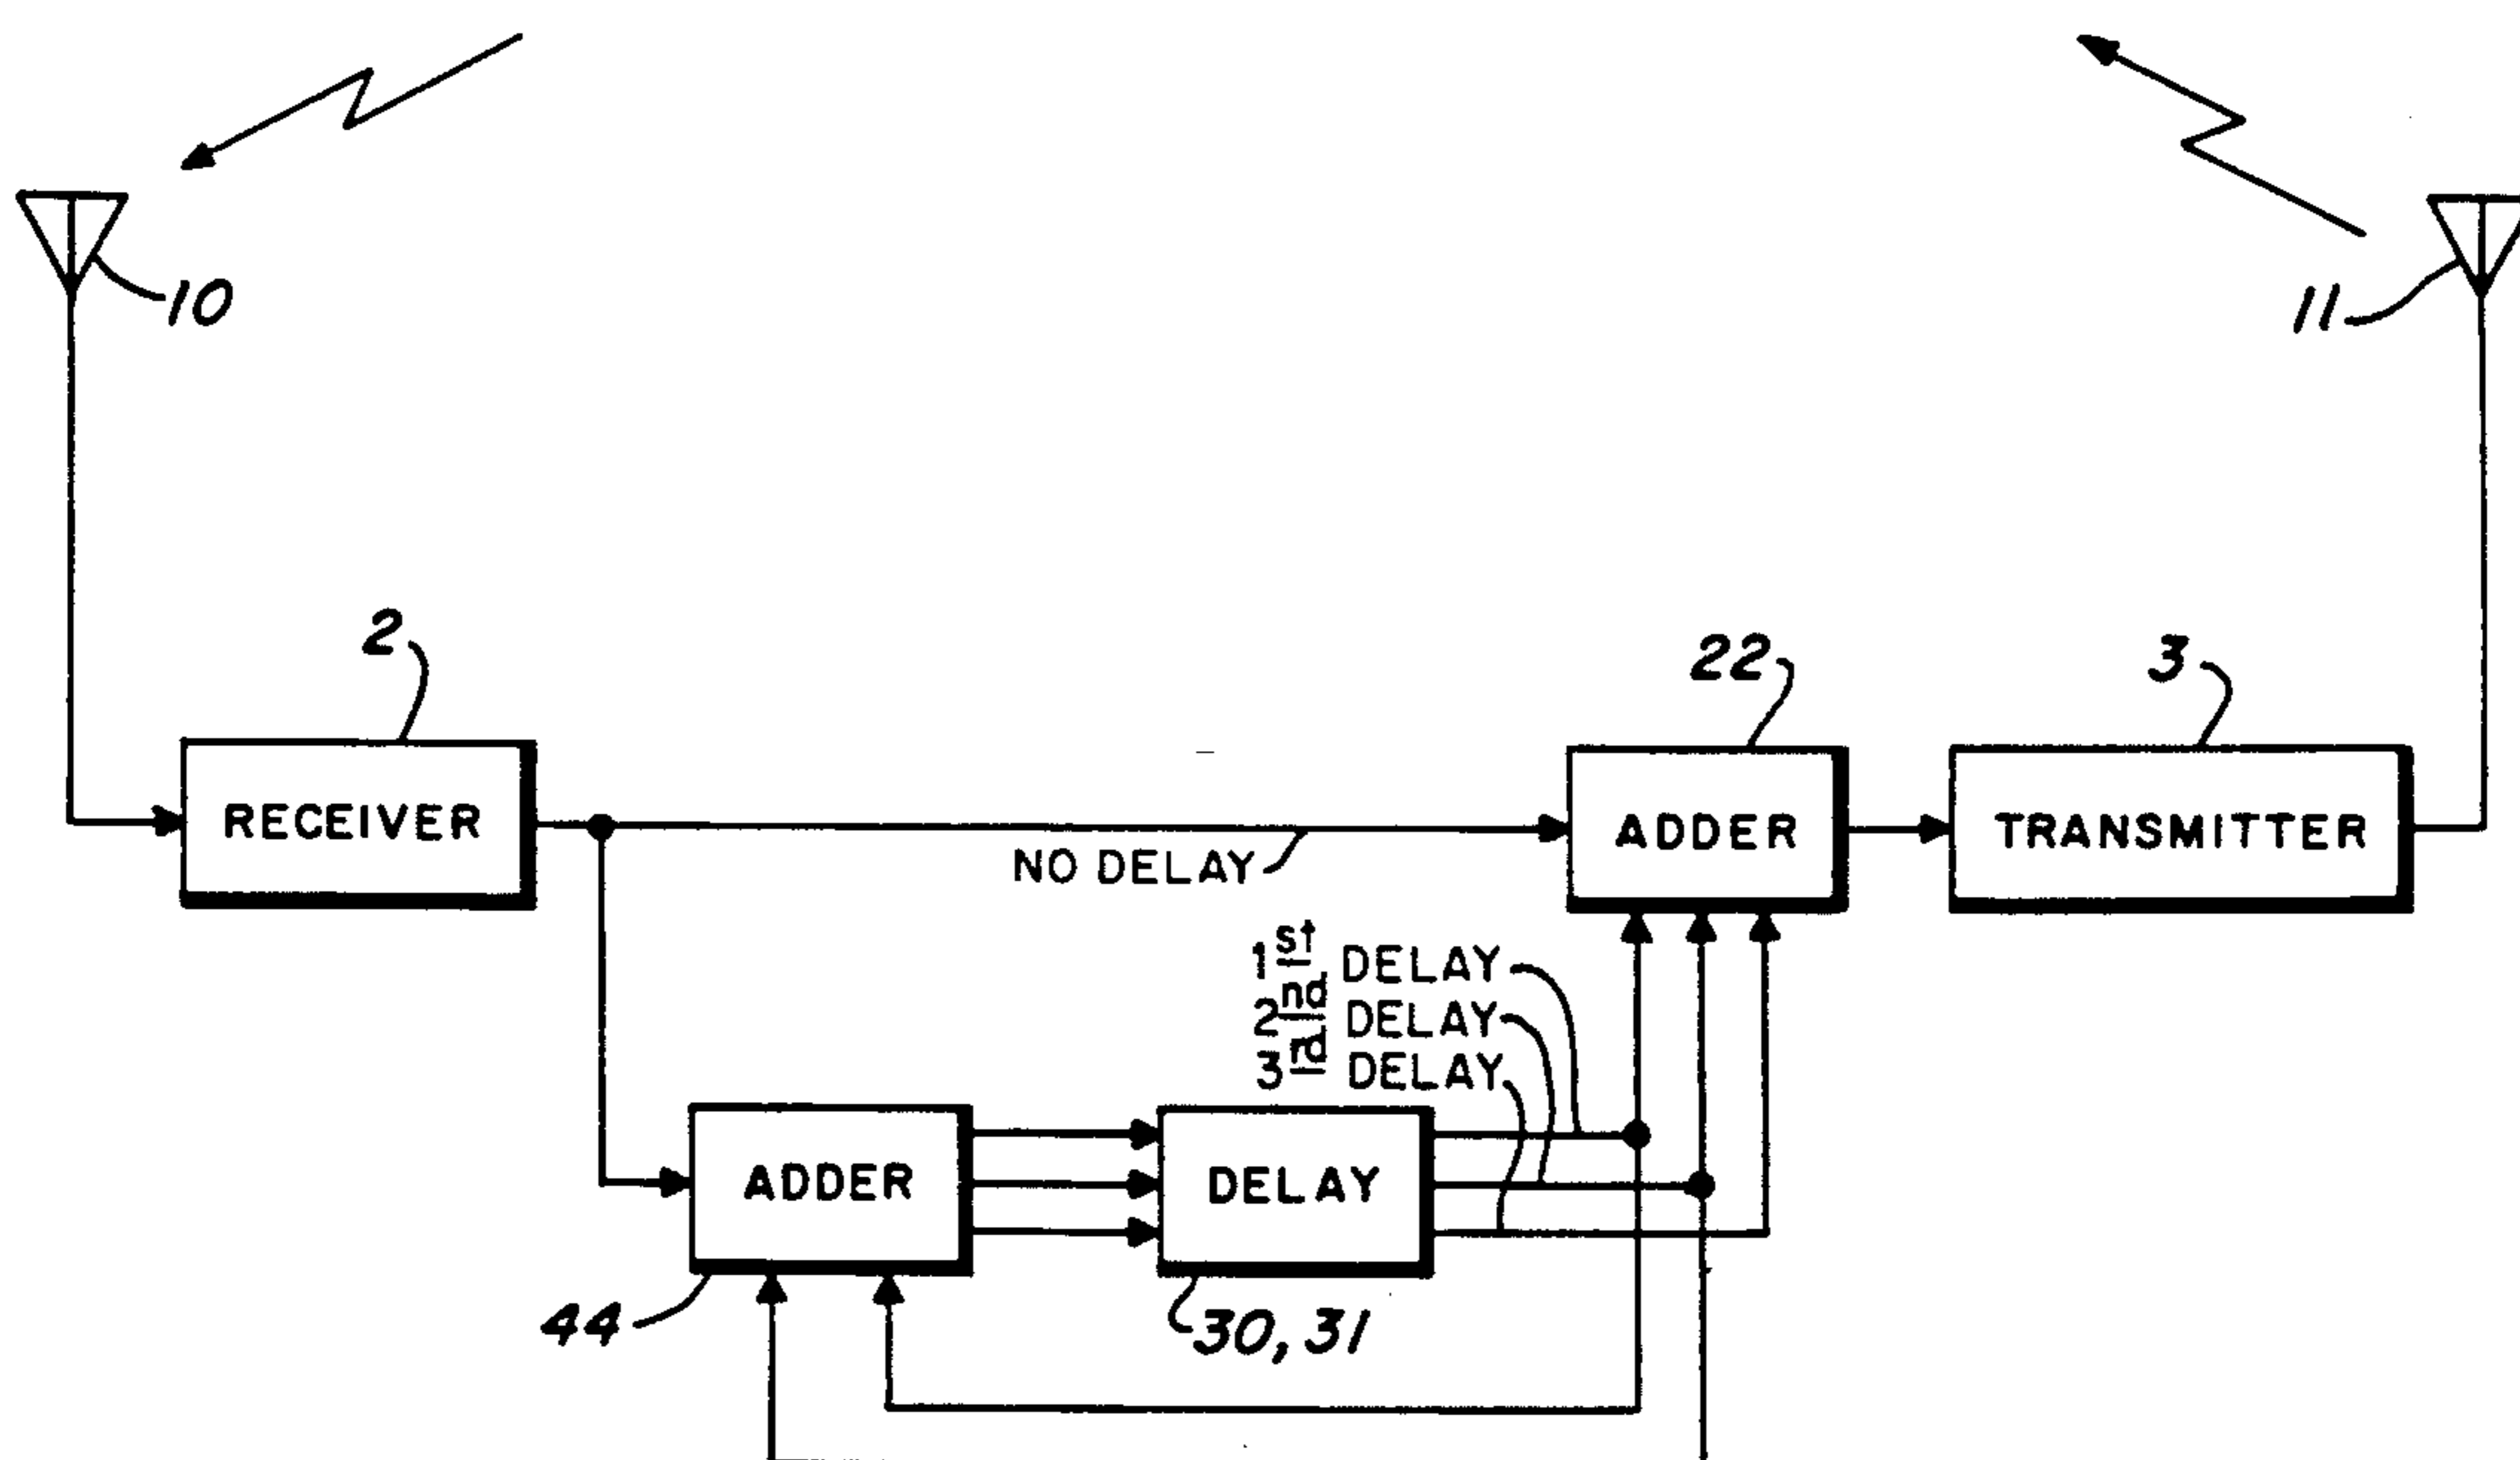 10
11
2
22
3
RECEIVER
ADDER
TRANSMITTER
NO DELAY
1st DELAY
2nd DELAY
3rd DELAY
ADDER
DELAY
44
30, 31